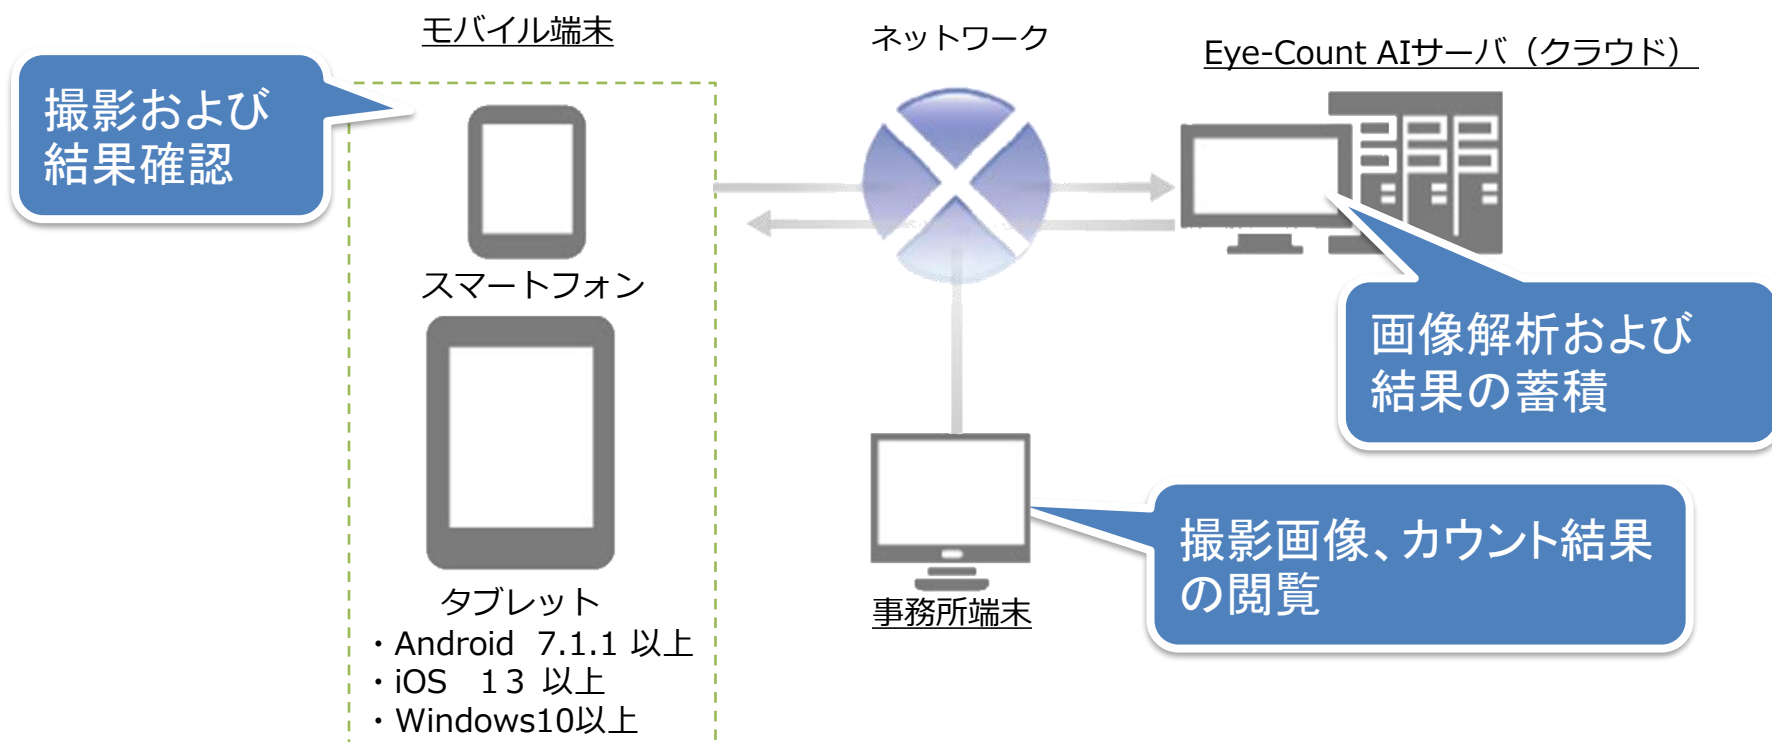 モバイル端末
ネットワーク
Eye-Count AIサーバ（クラウド）
撮影および
結果確認
スマートフォン
画像解析および
結果の蓄積
タブレット
・Android 7.1.1 以上
・iOS １３ 以上
・Windows10以上
事務所端末
撮影画像、カウント結果
の閲覧